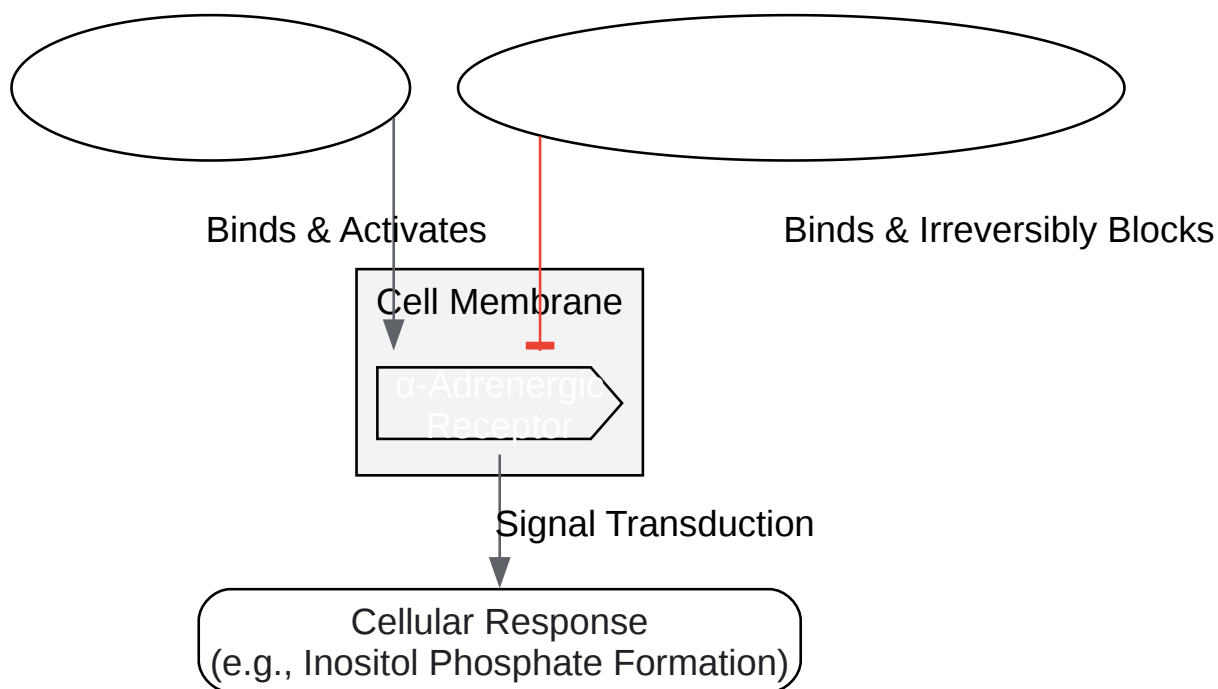 Binds & Activates
Binds & Irreversibly Blocks
Cell Membrane
α-Adrenergic
Receptor
Signal Transduction
Cellular Response
(e.g., Inositol Phosphate Formation)